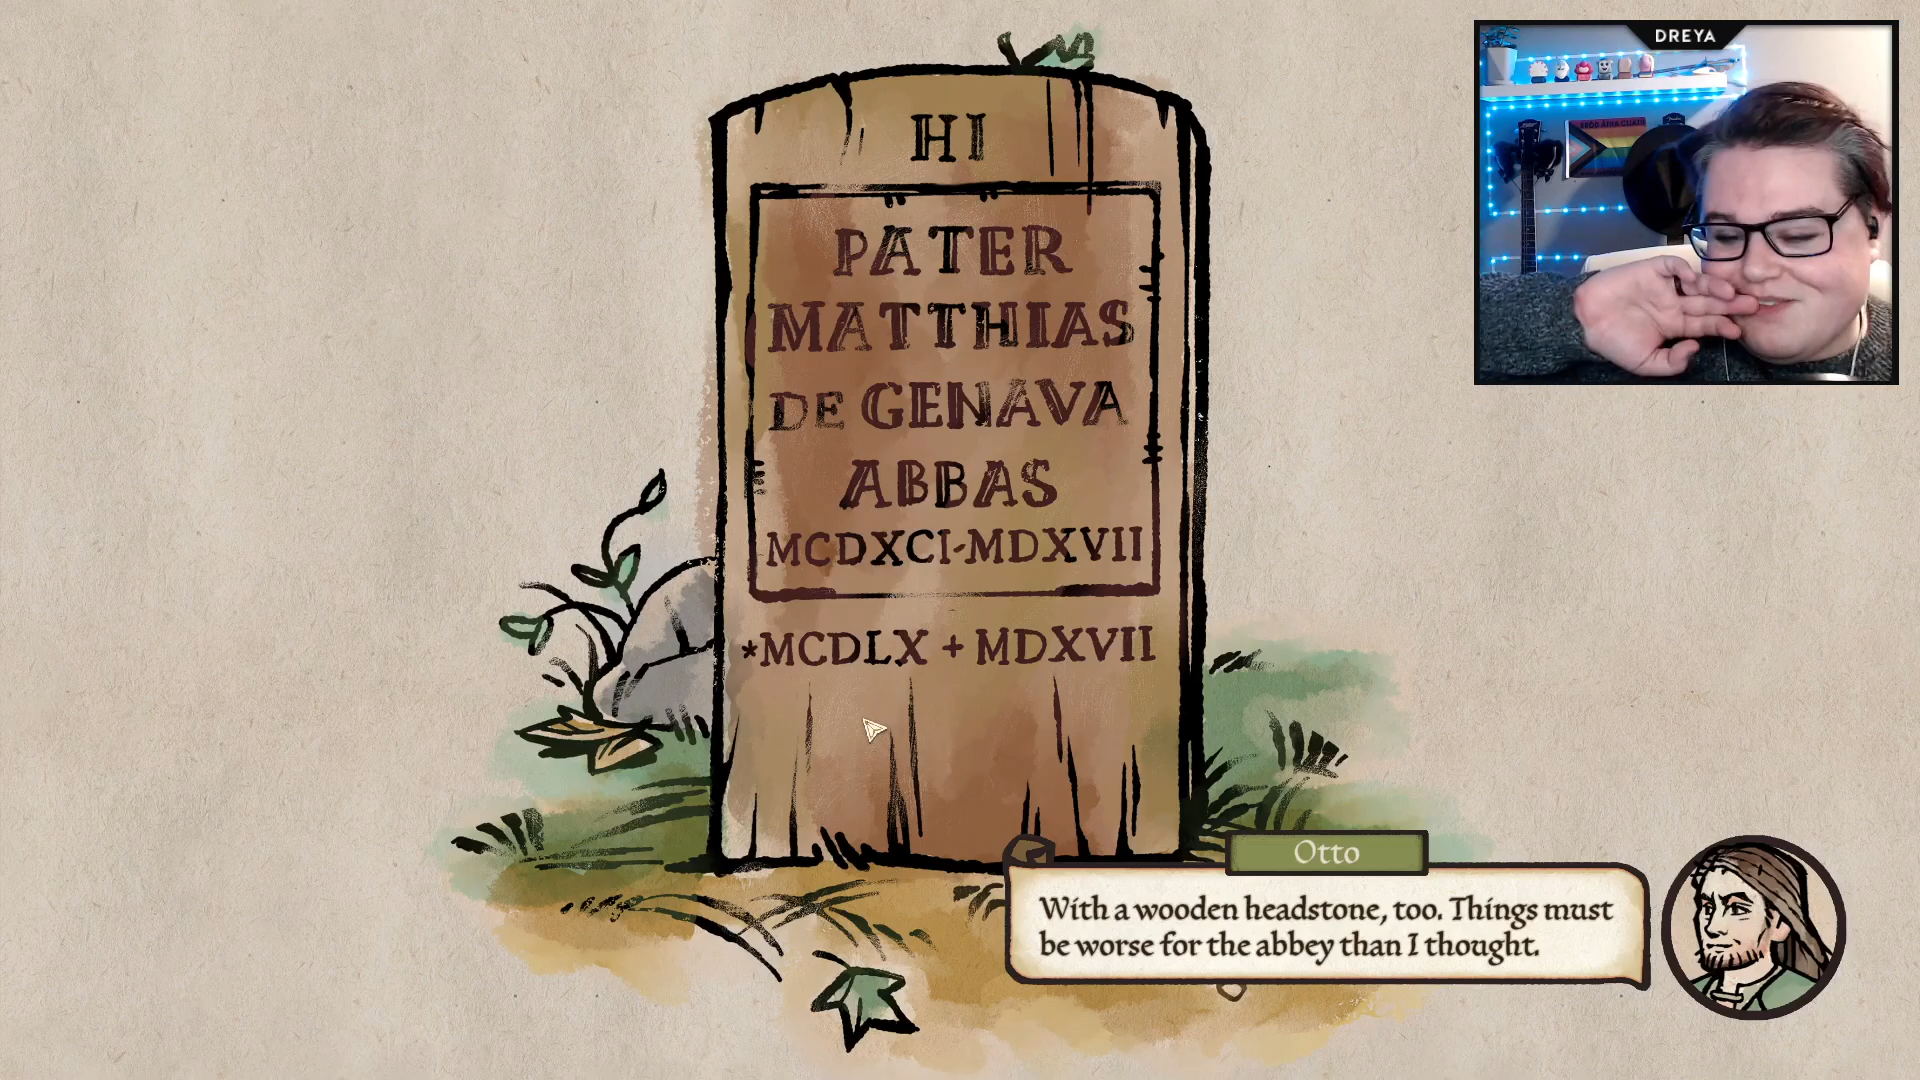 DREYA
HI
PATER
MATTHIAS
DE GENAVA
ABBAS
MCDXCI-MDXVII
*MCDLX + MDXVII
Otto
With a wooden headstone, too. Things must
be worse for the abbey than I thought.